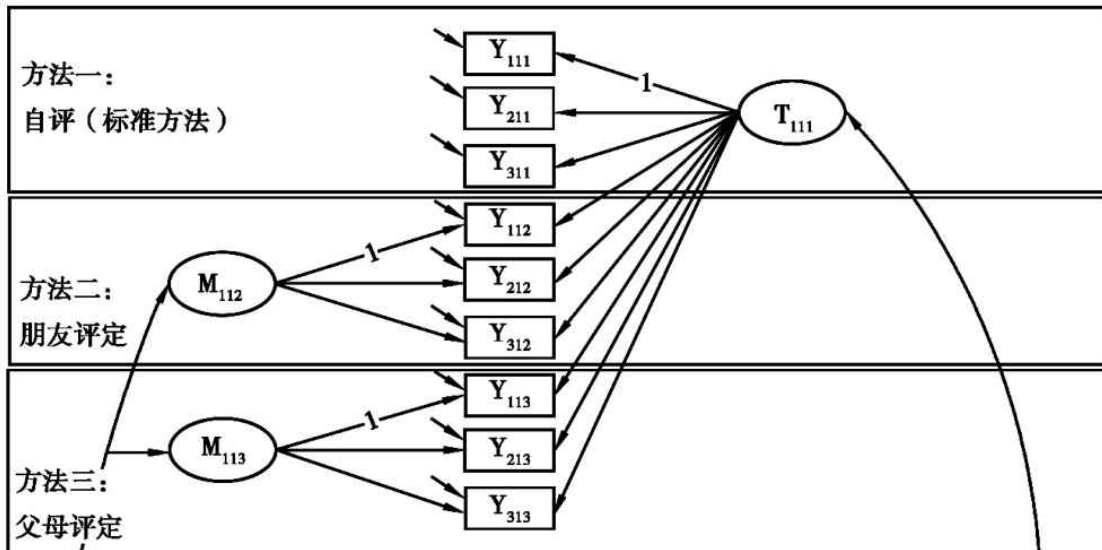 方法一：
自评（标准方法）
Y111
Y211
Y311
1
T111
方法二：
朋友评定
M112
1
Y112
Y212
Y312
方法三：
父母评定
M113
1
Y113
Y213
Y313